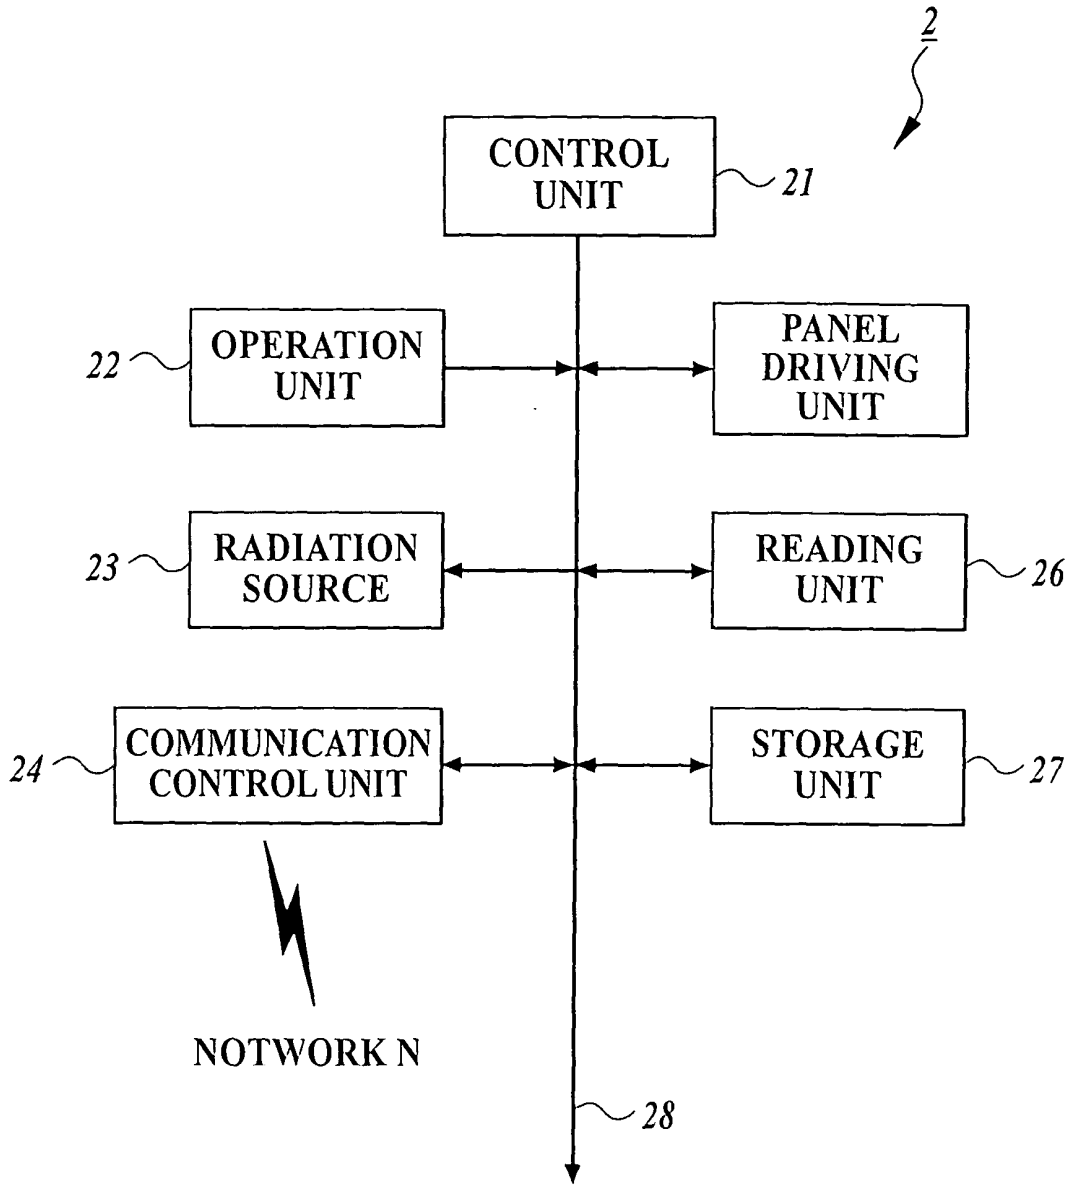 2
CONTROL
UNIT
21
OPERATION
UNIT
22
PANEL
DRIVING
UNIT
RADIATION
SOURCE
23
READING
UNIT
26
COMMUNICATION
CONTROL UNIT
24
STORAGE
UNIT
27
NOTWORK N
28